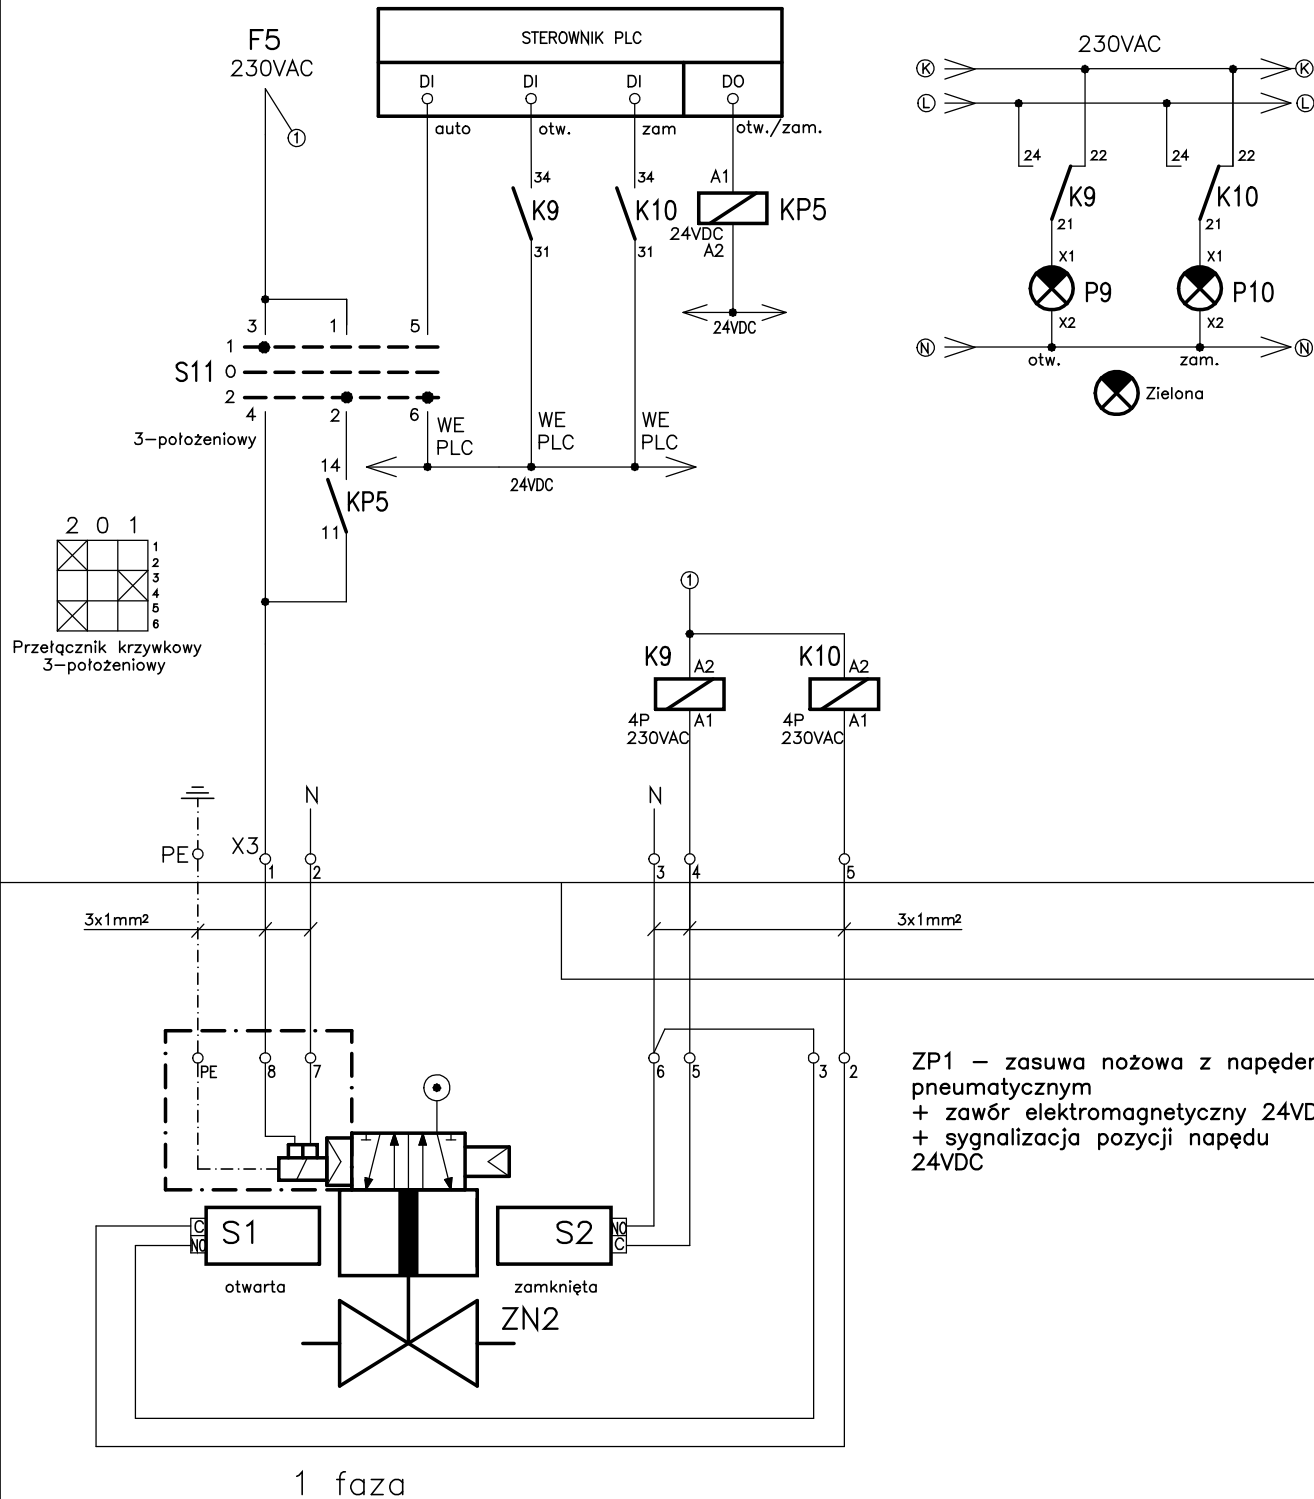 F5
230VAC
1
STEROWNIK PLC
DI
DI
DI
DO
auto
otw.
zam
otw./zam.
34
K9
31
34
K10
31
A1
KP5
24VDC
A2
24VDC
230VAC
K
K
L
L
24
22
24
22
K9
K10
21
21
X1
X1
P9
P10
X2
X2
N
N
otw.
zam.
Zielona
3
1
5
1
S11
0
2
4
2
6
3-położeniowy
WE
PLC
WE
PLC
WE
PLC
24VDC
14
KP5
11
2 0 1
1
2
3
4
5
6
Przełącznik krzywkowy
3-położeniowy
1
K9
A2
K10
A2
4P
A1
230VAC
4P
A1
230VAC
N
N
PE
X3
1
2
3
4
5
3x1mm²
3x1mm²
PE
8
7
6
5
3
2
ZP1 – zasuwa nożowa z napędem
pneumatycznym
+ zawór elektromagnetyczny 24VD
+ sygnalizacja pozycji napędu
24VDC
C
S1
NO
S2
NO
C
otwarta
zamknięta
ZN2
1 faza